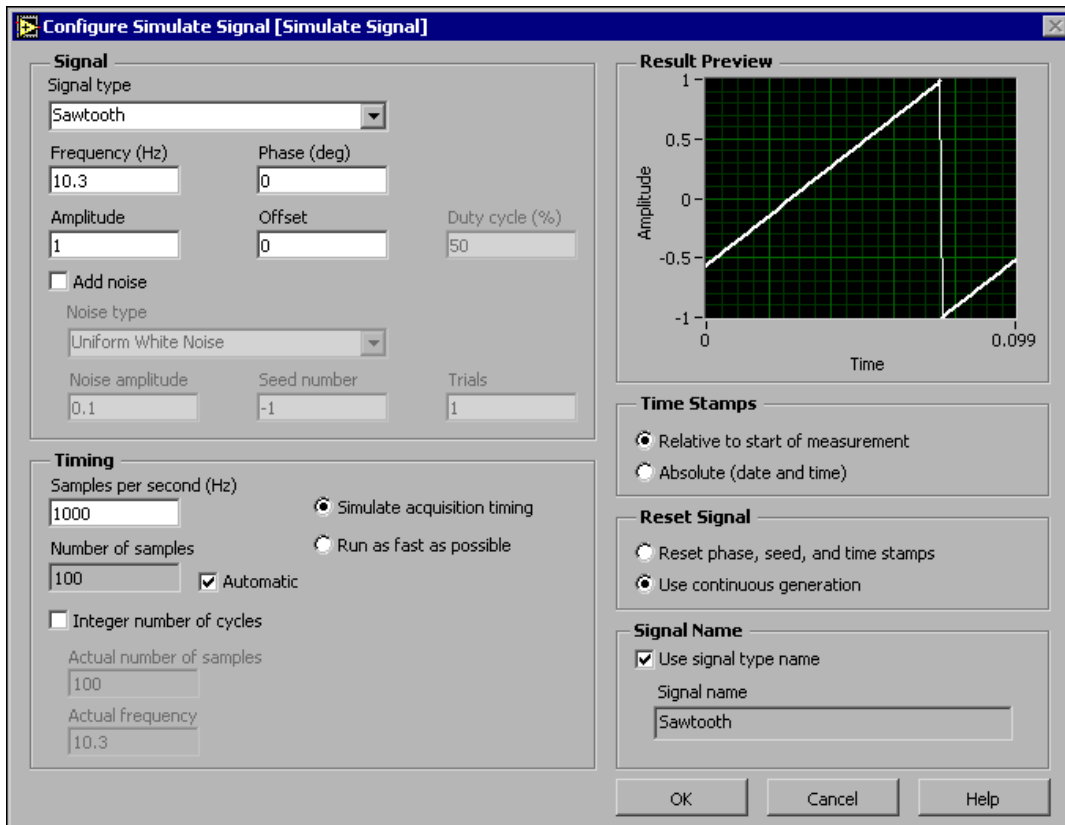 Configure Simulate Signal [Simulate Signal]
Signal
Signal type
Sawtooth
Frequency (Hz)
Phase (deg)
10.3
0
Amplitude
Offset
Duty cycle (%)
1
0
50
Add noise
Noise type
Uniform White Noise
Noise amplitude
Seed number
Trials
0.1
-1
1
Timing
Samples per second (Hz)
1000
Simulate acquisition timing
Run as fast as possible
Number of samples
100
Automatic
Integer number of cycles
Actual number of samples
100
Actual frequency
10.3
Result Preview
1
0.5
0
-0.5
-1
Amplitude
0
0.099
Time
Time Stamps
Relative to start of measurement
Absolute (date and time)
Reset Signal
Reset phase, seed, and time stamps
Use continuous generation
Signal Name
Use signal type name
Signal name
Sawtooth
OK
Cancel
Help